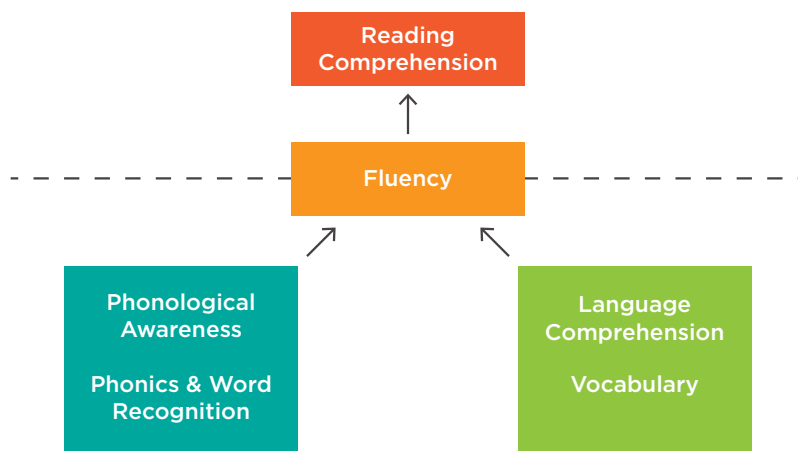 Reading
Comprehension
Fluency
Phonological
Awareness
Phonics & Word
Recognition
Language
Comprehension
Vocabulary